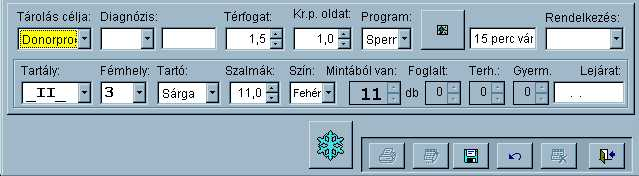 Tárolás célja: Diagnózis: Térfogat: Kr.p. oldat: Program: Rendelkezés:
Donorpro 1,5 1,0 Sperr 15 perc vár
Tartály: Fémhely: Tartó: Szalmák: Szín: Mintából van: Foglalt: Terh.: Gyerm. Lejárat:
_II_ 3 Sárga 11,0 Fehér 11 db 0 0 0 . .